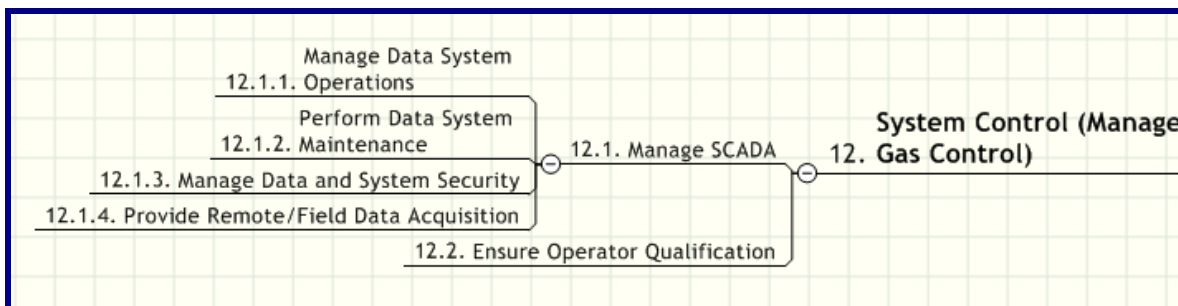 Manage Data System
12.1.1. Operations
Perform Data System
12.1.2. Maintenance
12.1.3. Manage Data and System Security
12.1.4. Provide Remote/Field Data Acquisition
12.1. Manage SCADA
12.2. Ensure Operator Qualification
System Control (Manage
12. Gas Control)